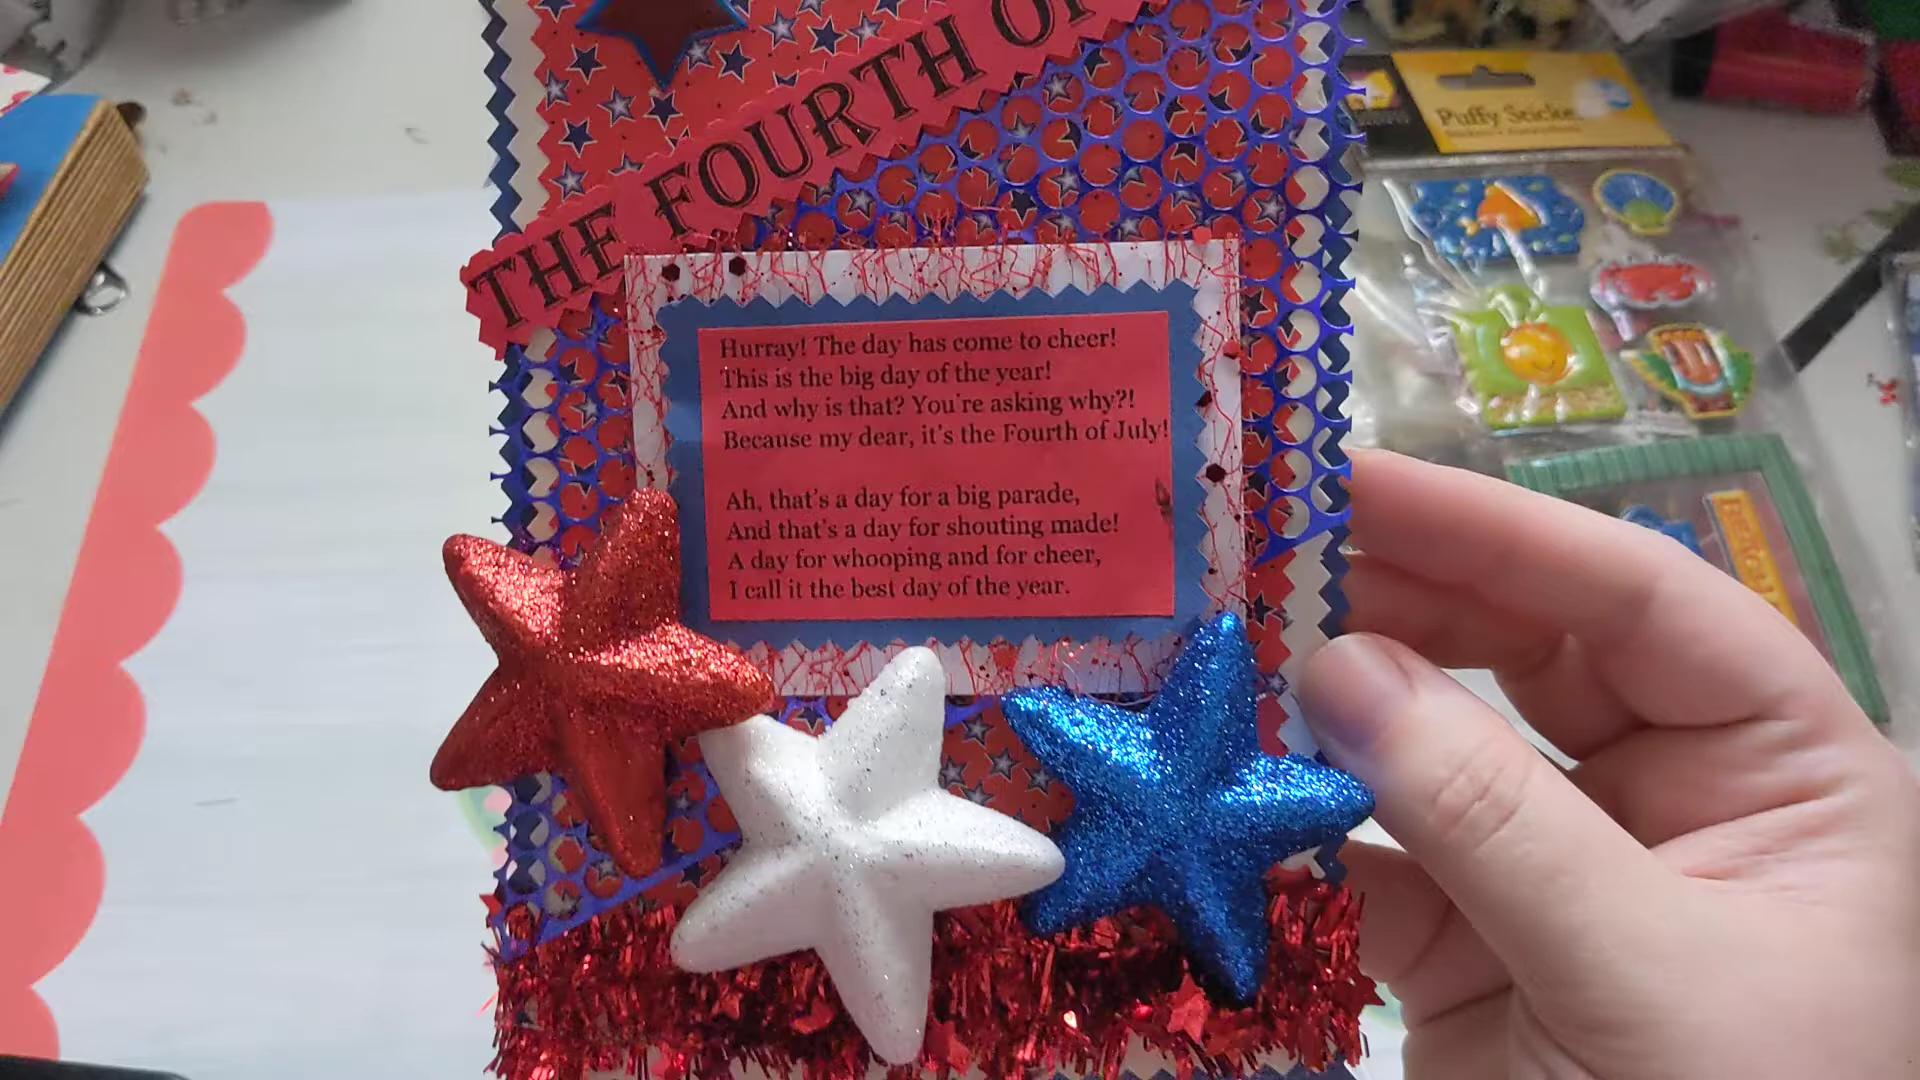 THE FOURTH OF
Hurray! The day has come to cheer!
This is the big day of the year!
And why is that? You're asking why?!
Because my dear, it's the Fourth of July!
Ah, that's a day for a big parade,
And that's a day for shouting made!
A day for whooping and for cheer,
I call it the best day of the year.
Puffy Sticke